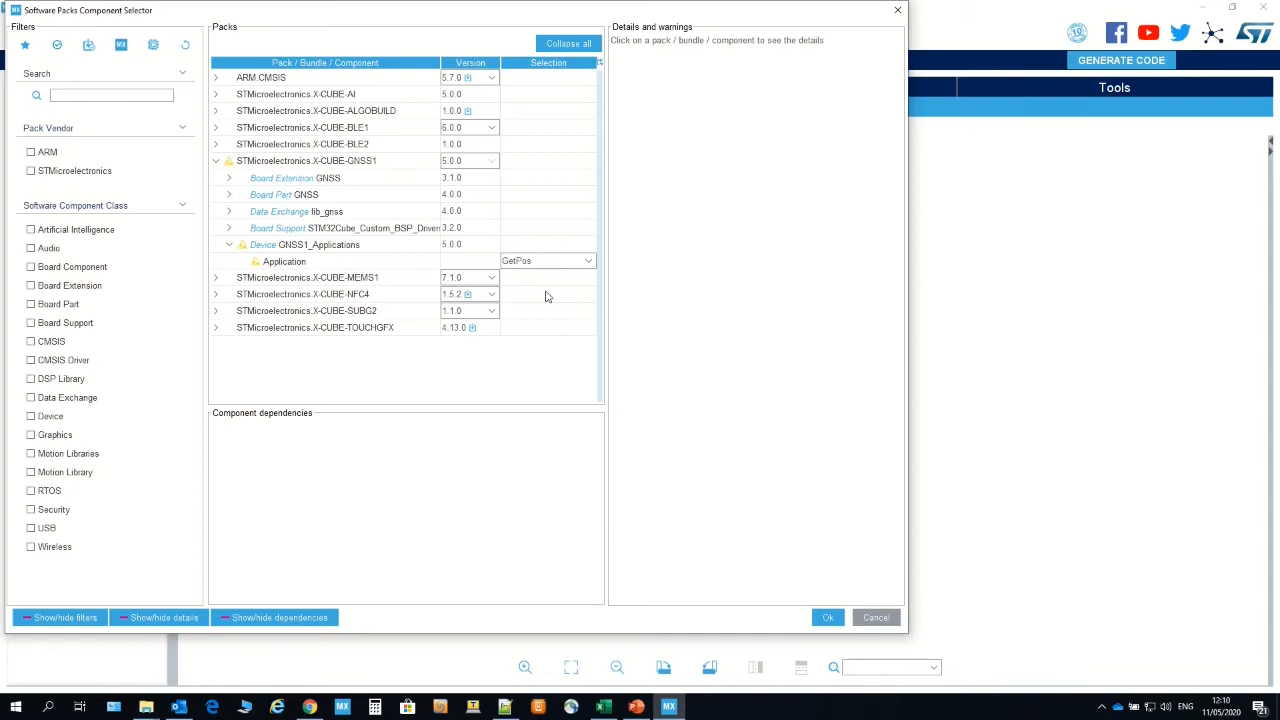 MX Software Packs Component Selector
Filters
MX
Search
Pack Vendor
ARM
STMicroelectronics
Software Component Class
Artificial Intelligence
Audio
Board Component
Board Extension
Board Part
Board Support
CMSIS
CMSIS Driver
DSP Library
Data Exchange
Device
Graphics
Motion Libraries
Motion Library
RTOS
Security
USB
Wireless
Packs
Collapse all
Pack / Bundle / Component Version Selection
ARM.CMSIS 5.7.0
STMicroelectronics.X-CUBE-AI 5.0.0
STMicroelectronics.X-CUBE-ALGOBUILD 1.0.0
STMicroelectronics.X-CUBE-BLE1 6.0.0
STMicroelectronics.X-CUBE-BLE2 1.0.0
STMicroelectronics.X-CUBE-GNSS1 5.0.0
Board Extension GNSS 3.1.0
Board Part GNSS 4.0.0
Data Exchange lib_gnss 4.0.0
Board Support STM32Cube_Custom_BSP_Driver 3.2.0
Device GNSS1_Applications 5.0.0
Application GetPos
STMicroelectronics.X-CUBE-MEMS1 7.1.0
STMicroelectronics.X-CUBE-NFC4 1.5.2
STMicroelectronics.X-CUBE-SUBG2 1.1.0
STMicroelectronics.X-CUBE-TOUCHGFX 4.13.0
Component dependencies
Details and warnings
Click on a pack / bundle / component to see the details
Show/hide filters Show/hide details Show/hide dependencies
Ok Cancel
ST
GENERATE CODE
Tools
MX MX
ENG 12:10
11/05/2020
21